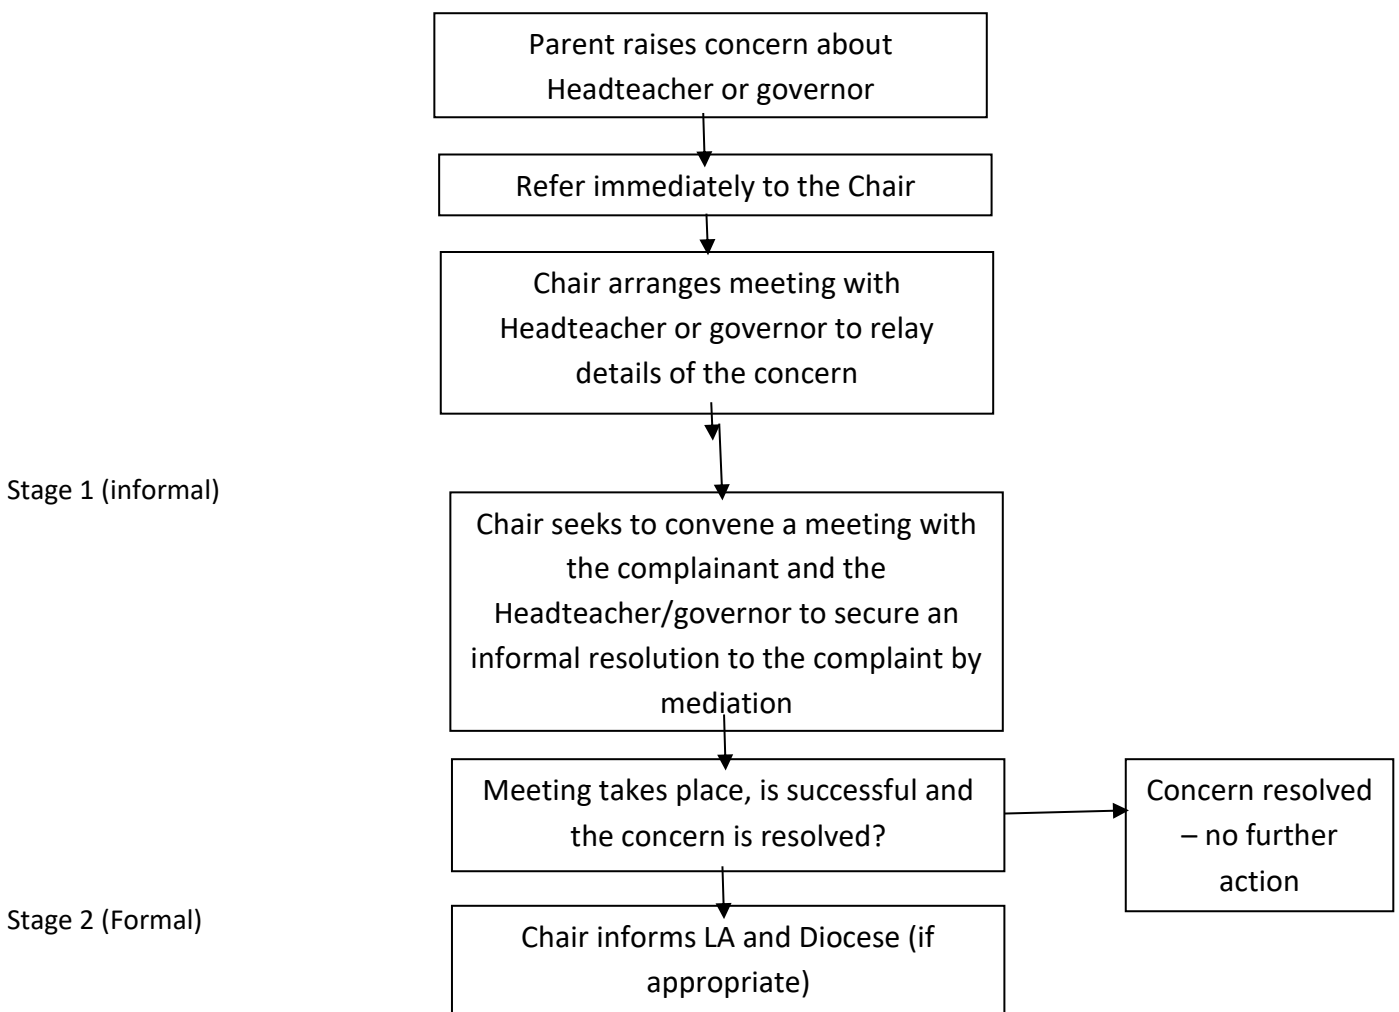 Parent raises concern about
Headteacher or governor
Refer immediately to the Chair
Chair arranges meeting with
Headteacher or governor to relay
details of the concern
Stage 1 (informal)
Chair seeks to convene a meeting with
the complainant and the
Headteacher/governor to secure an
informal resolution to the complaint by
mediation
Meeting takes place, is successful and
the concern is resolved?
Concern resolved
– no further
action
Stage 2 (Formal)
Chair informs LA and Diocese (if
appropriate)